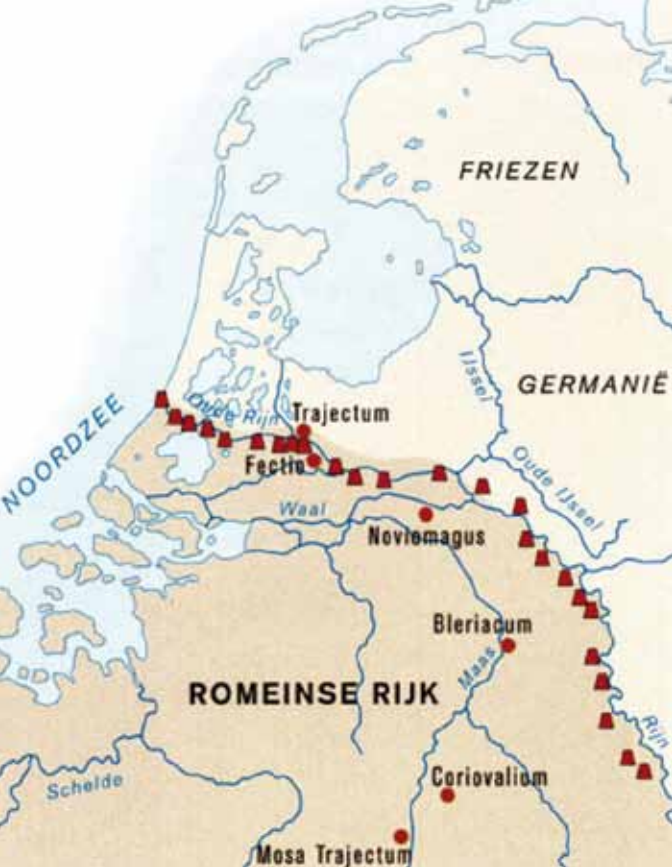 FRIEZEN
GERMANIË
IJssel
NOORDZEE
Oude Rijn
Trajectum
Fectio
Oude IJssel
Waal
Noviomagus
Bleriacum
Maas
ROMEINSE RIJK
Rijn
Coriovaliom
Schelde
Mosa Trajectum